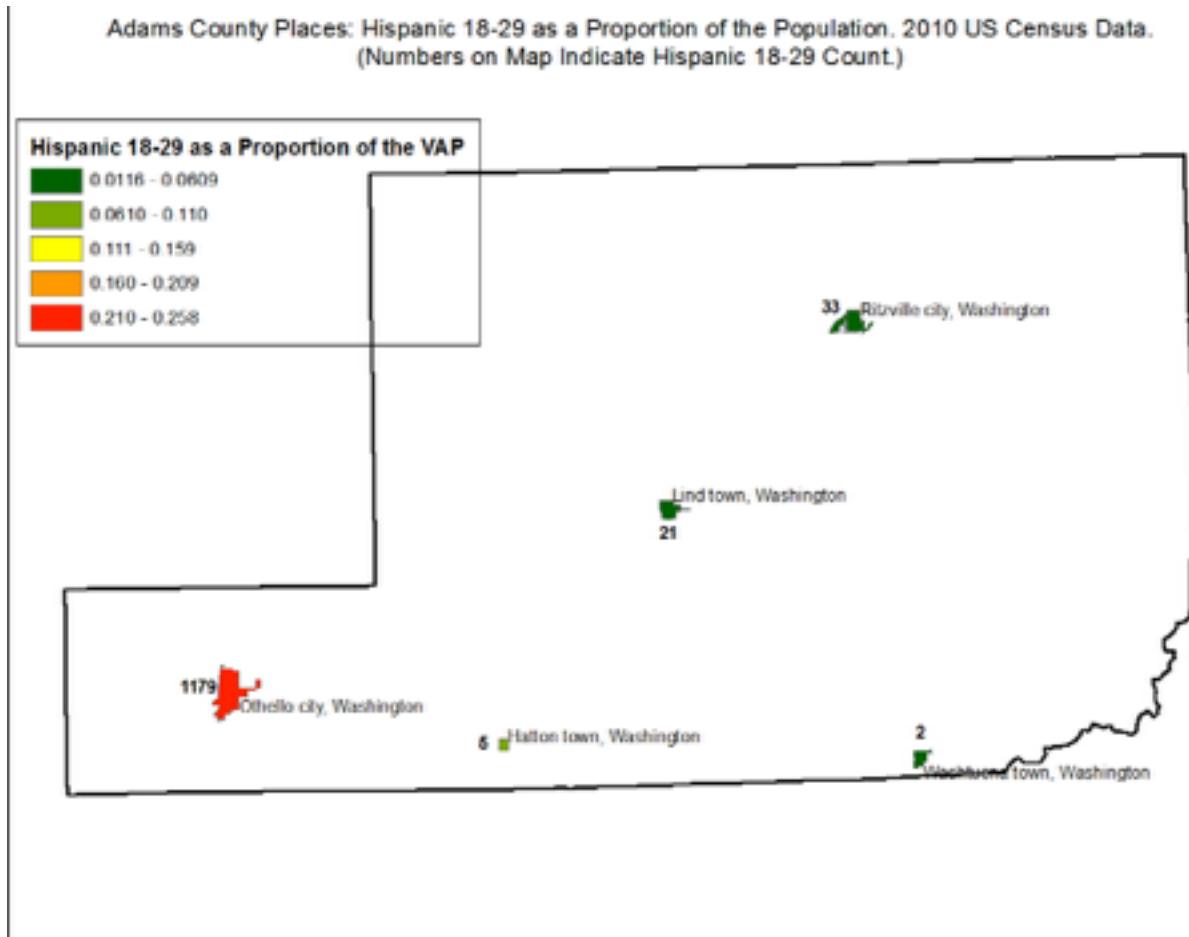 Adams County Places: Hispanic 18-29 as a Proportion of the Population. 2010 US Census Data.
(Numbers on Map Indicate Hispanic 18-29 Count.)
Hispanic 18-29 as a Proportion of the VAP
0.0116 - 0.0609
0.0610 - 0.110
0.111 - 0.159
0.160 - 0.209
0.210 - 0.258
33 Ritzville city, Washington
Lind town, Washington
21
1179
Othello city, Washington
5 Hatton town, Washington
2
Washtucna town, Washington